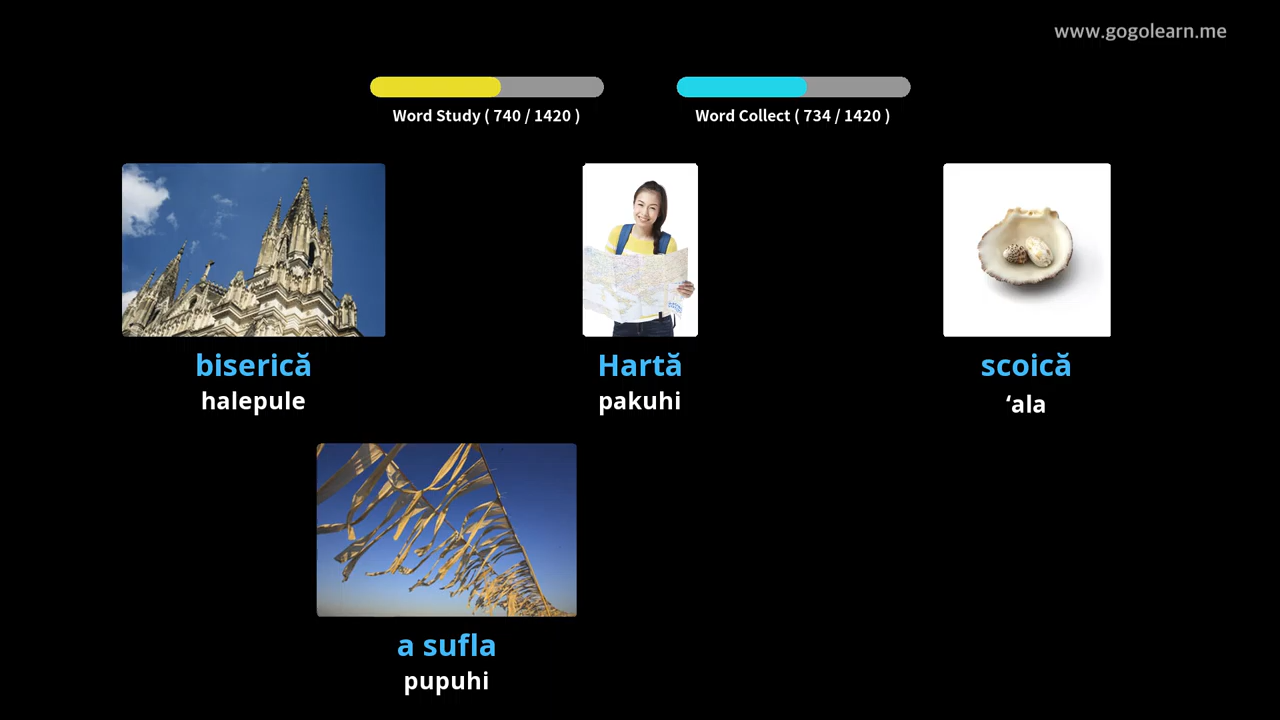 www.gogolearn.me
Word Study ( 740 / 1420 )
Word Collect ( 734 / 1420 )
biserică
halepule
Hartă
pakuhi
scoică
ʻala
a sufla
pupuhi